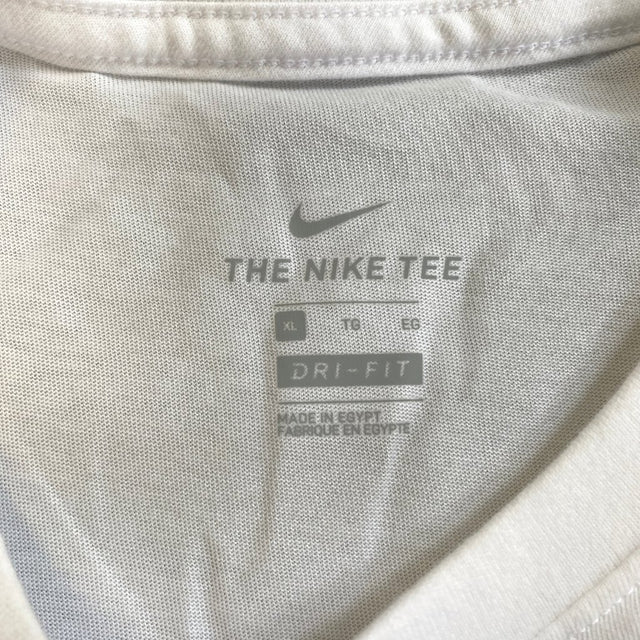 THE NIKE TEE
XL TG EG
DRI-FIT
MADE IN EGYPT
FABRIQUE EN EGYPTE